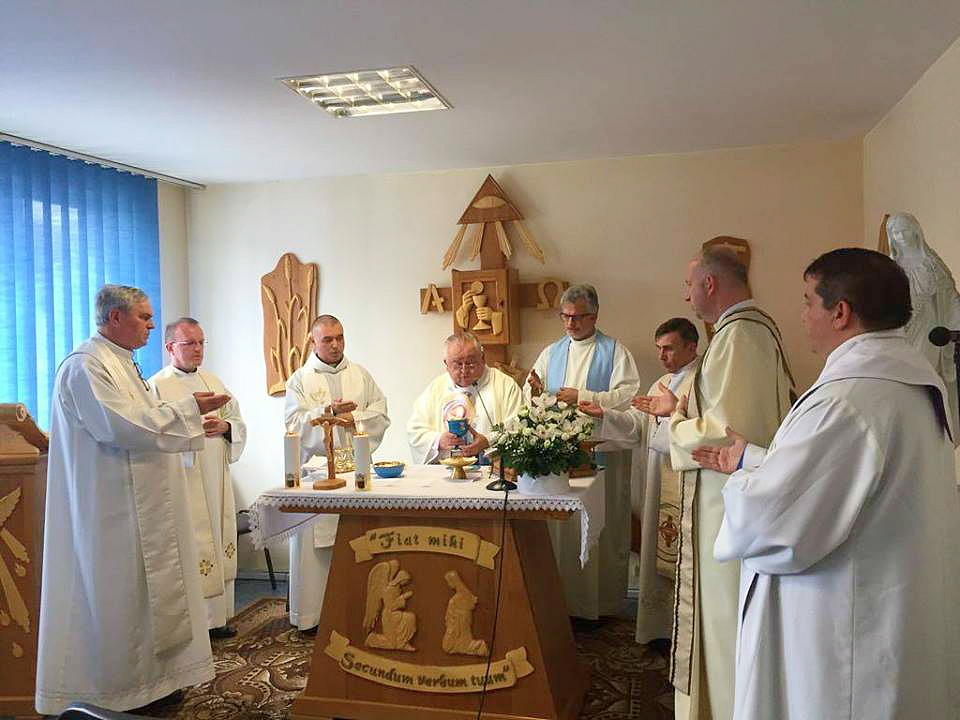 Α Ω
"Fiat mihi
Secundum verbum tuum"